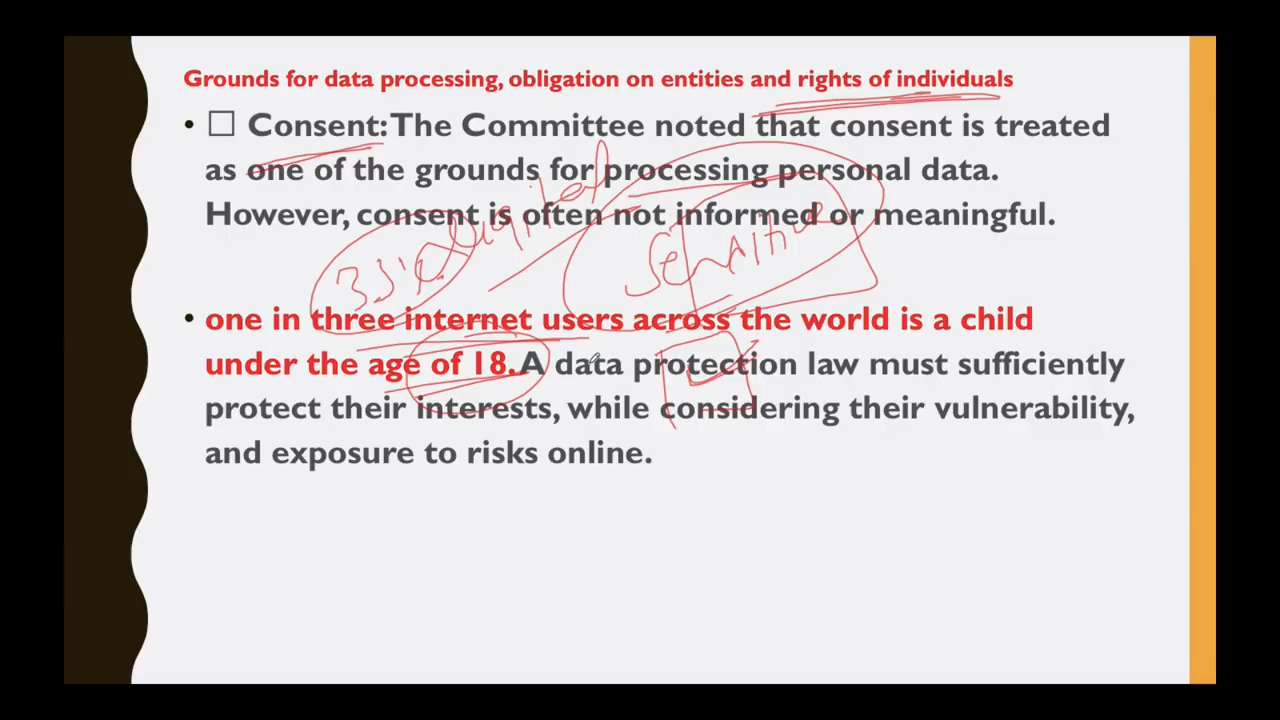 Grounds for data processing, obligation on entities and rights of individuals
• ☐ Consent: The Committee noted that consent is treated
as one of the grounds for processing personal data.
However, consent is often not informed or meaningful.
Sensitive
• one in three internet users across the world is a child
under the age of 18. A data protection law must sufficiently
protect their interests, while considering their vulnerability,
and exposure to risks online.